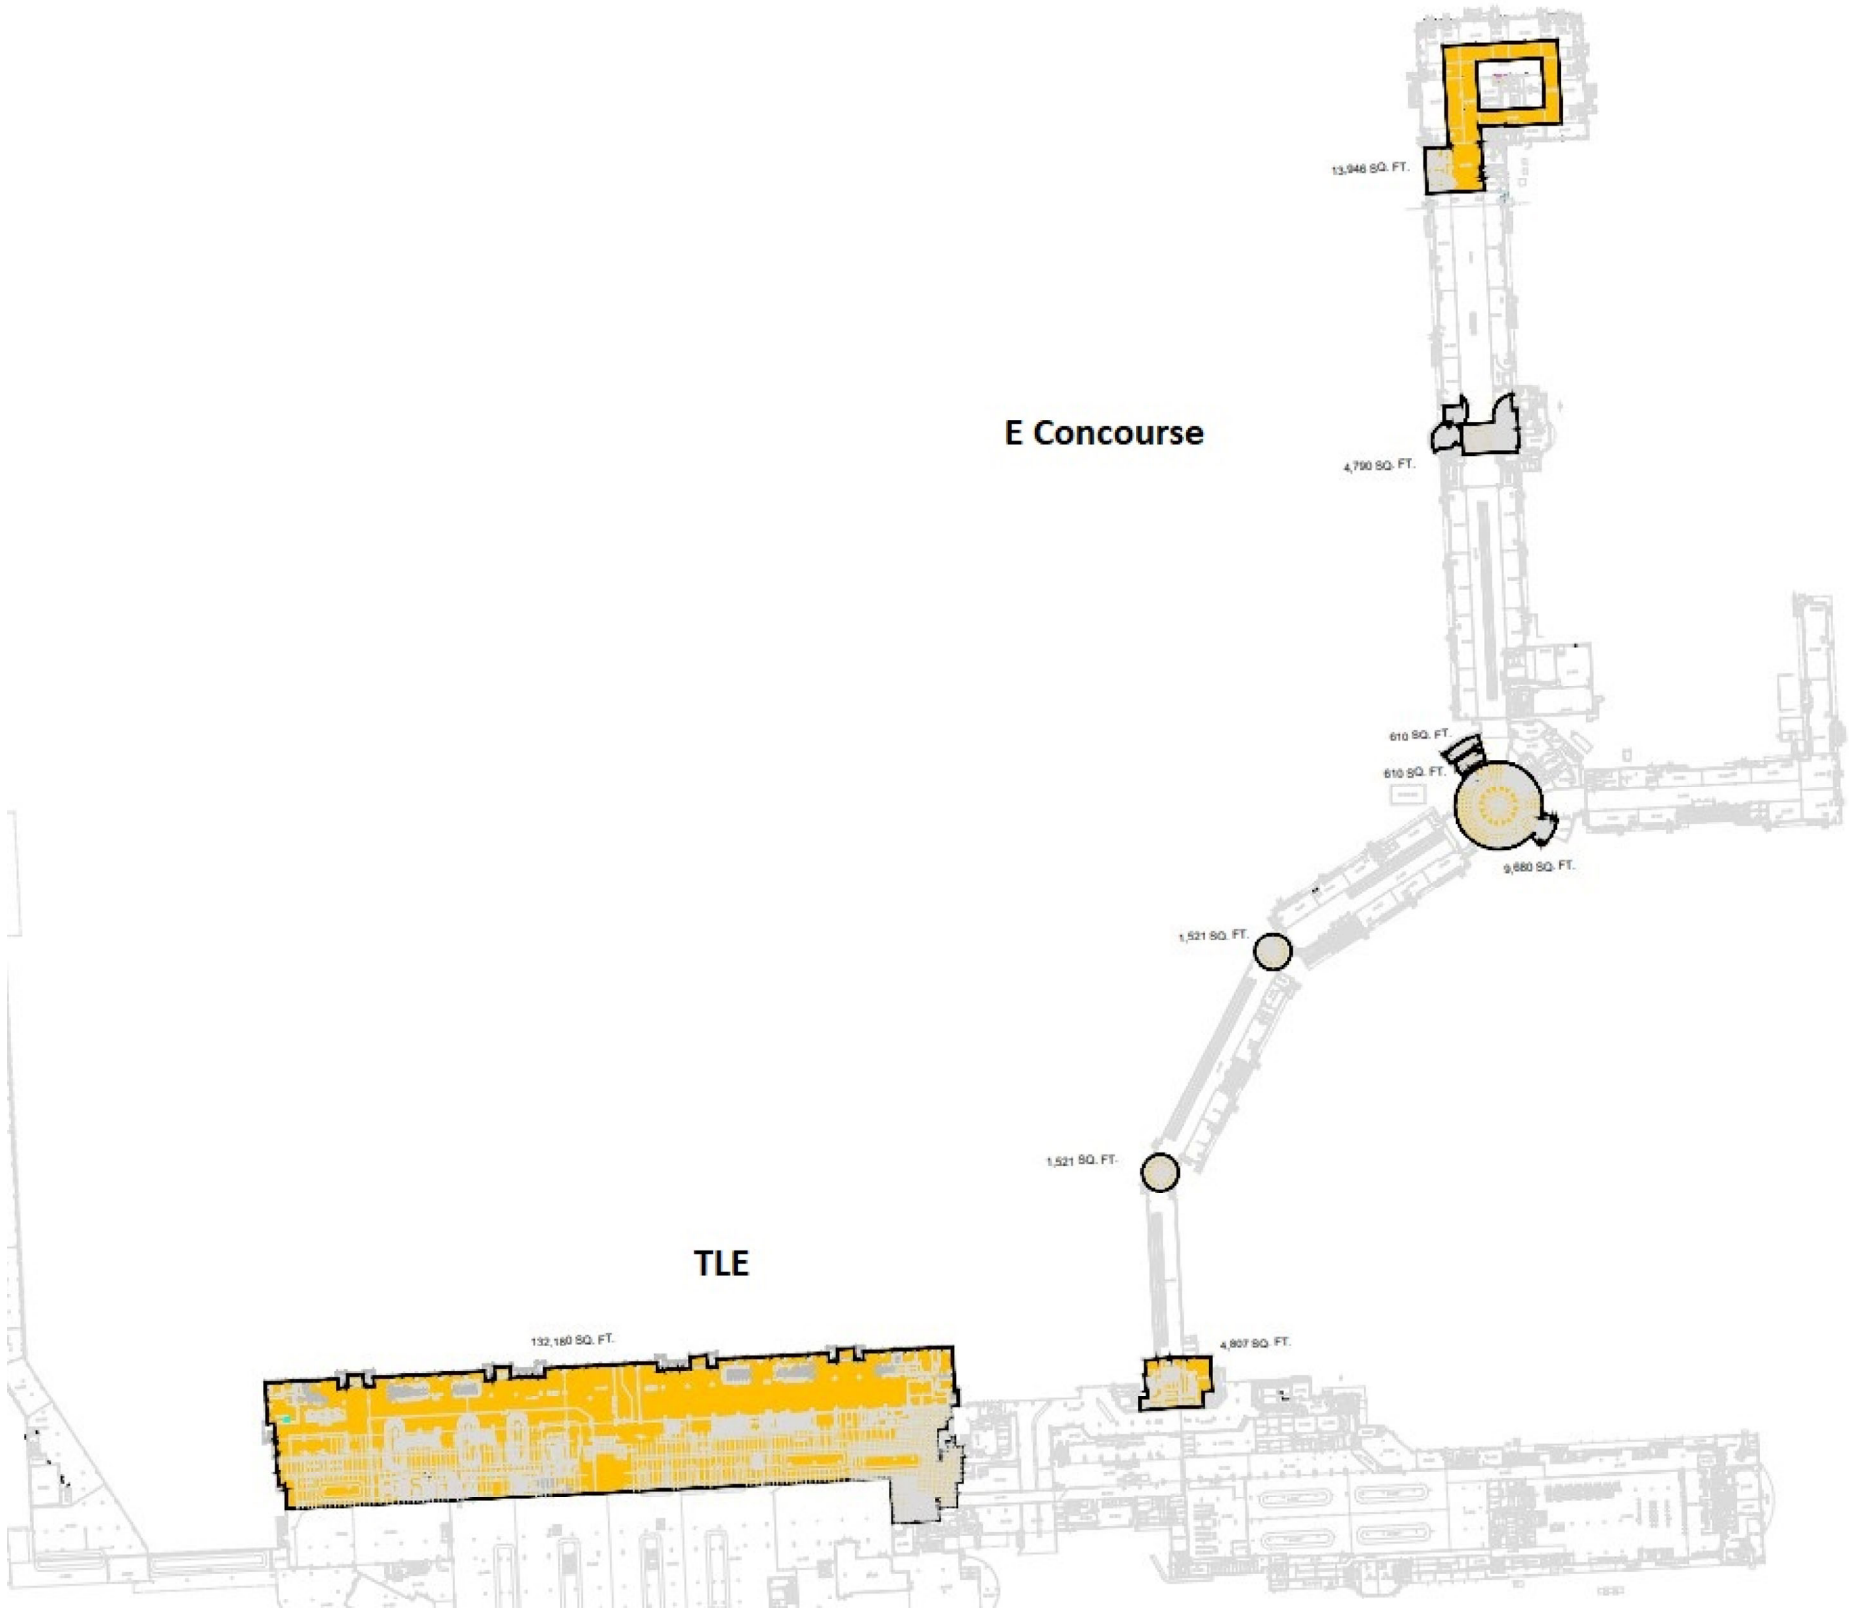 13,946 SQ. FT.
E Concourse
4,790 SQ. FT.
610 SQ. FT.
610 SQ. FT.
9,680 SQ. FT.
1,521 SQ. FT.
1,521 SQ. FT.
TLE
132,180 SQ. FT.
4,807 SQ. FT.